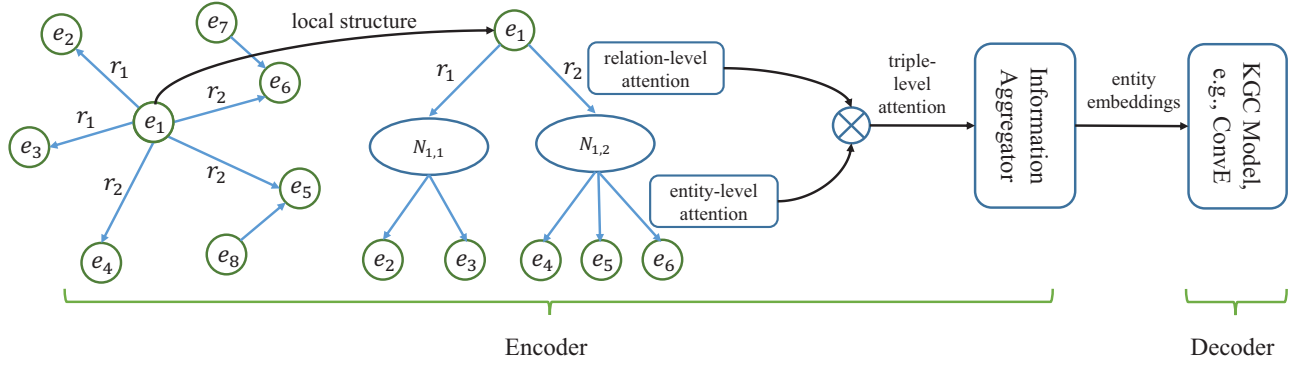 local structure
e₇
e₂
e₁
r₁
r₂
e₆
e₁
r₁
e₃
r₂
r₂
e₅
e₄
e₈
r₁
r₂
N₁,₁
N₁,₂
e₂
e₃
e₄
e₅
e₆
relation-level
attention
entity-level
attention
triple-
level
attention
Information
Aggregator
entity
embeddings
KGC Model,
e.g., ConvE
Encoder
Decoder